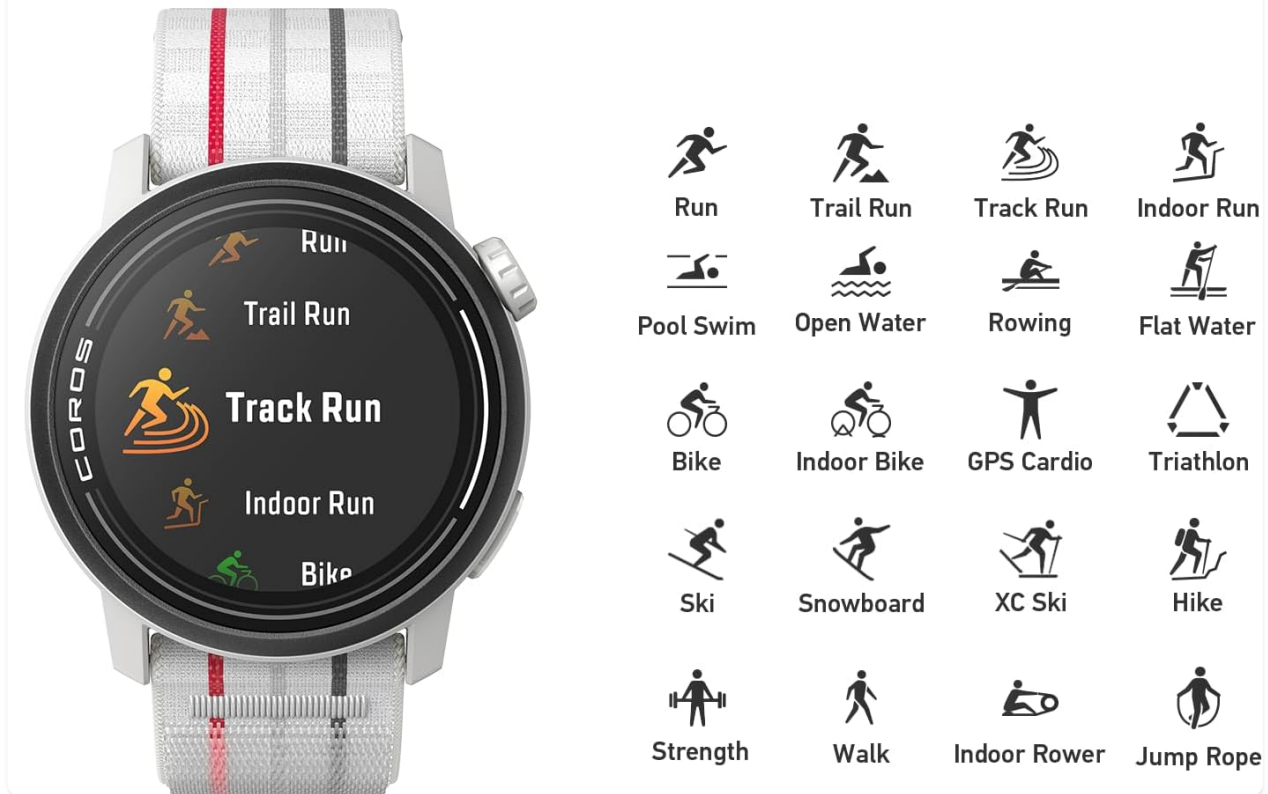 COROS
Run
Trail Run
Track Run
Indoor Run
Bike
Run
Trail Run
Track Run
Indoor Run
Pool Swim
Open Water
Rowing
Flat Water
Bike
Indoor Bike
GPS Cardio
Triathlon
Ski
Snowboard
XC Ski
Hike
Strength
Walk
Indoor Rower
Jump Rope